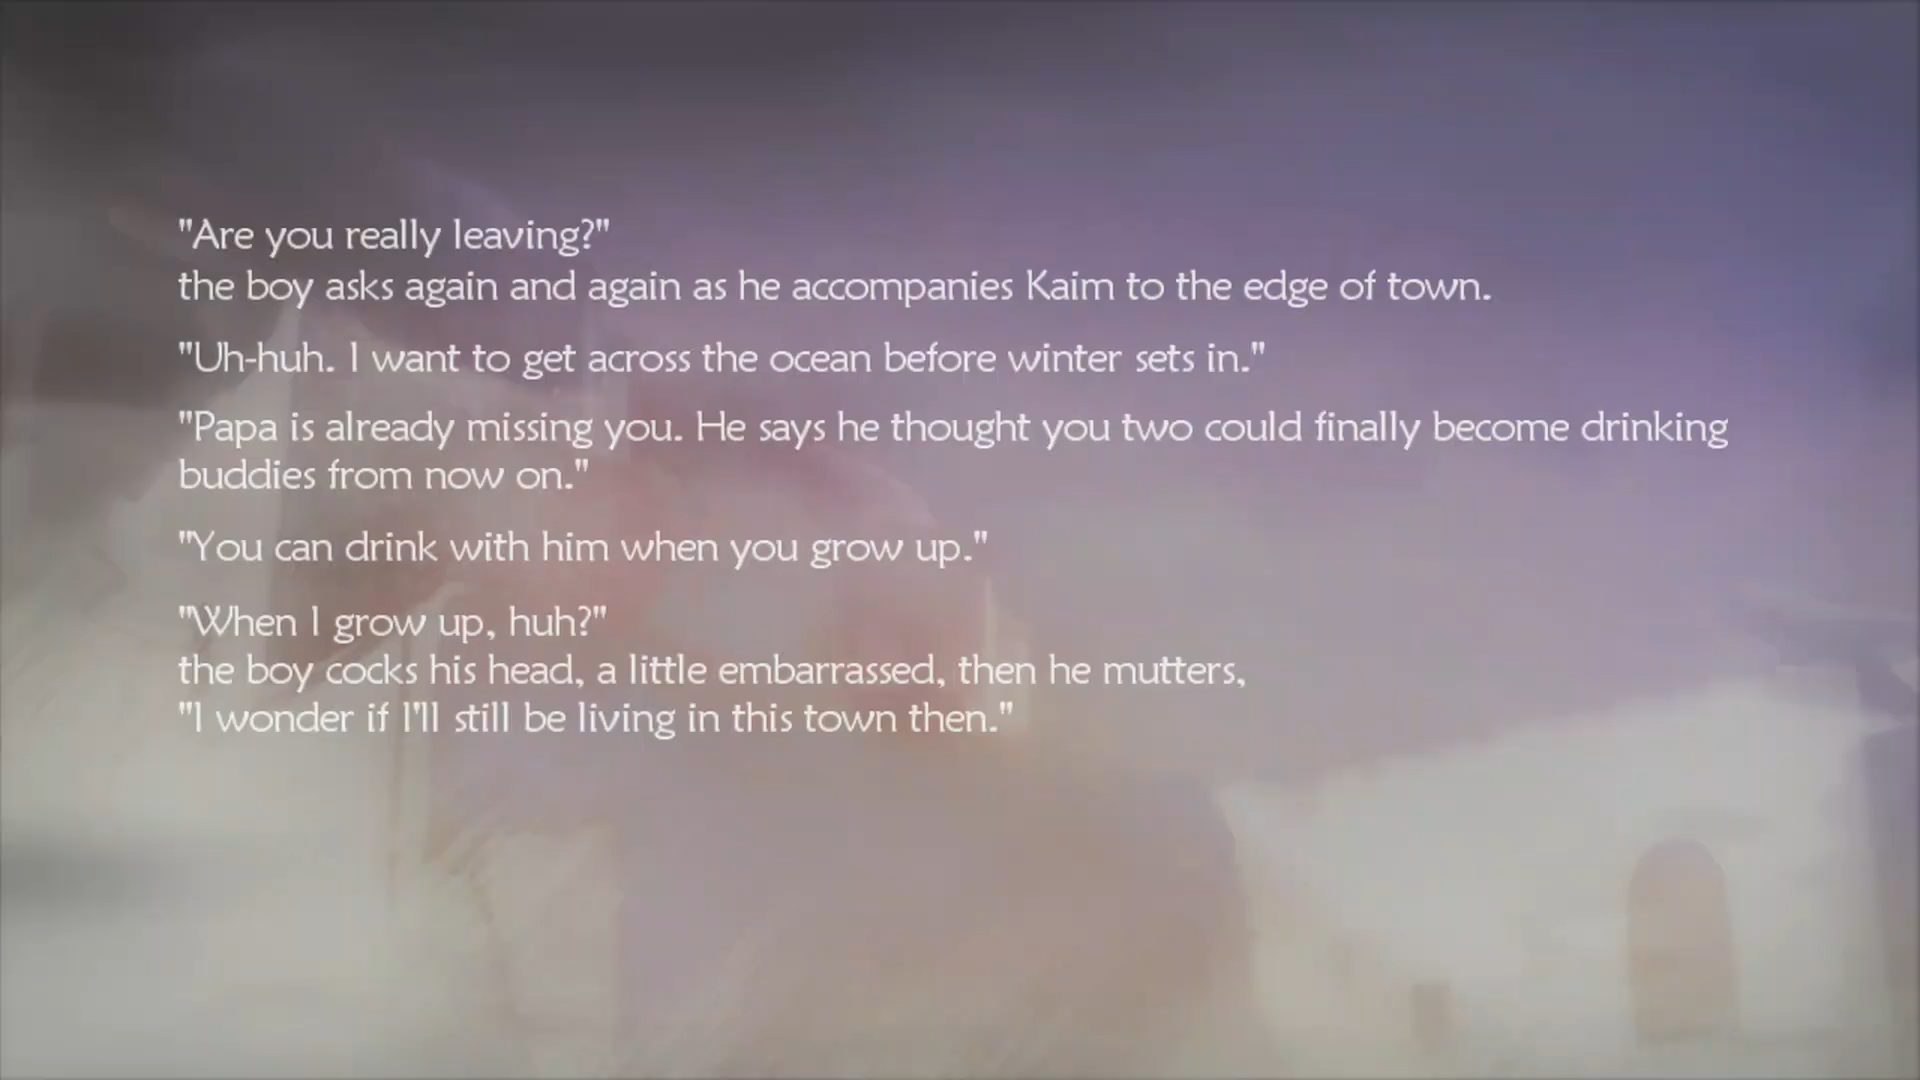 "Are you really leaving?"
the boy asks again and again as he accompanies Kaim to the edge of town.
"Uh-huh. I want to get across the ocean before winter sets in."
"Papa is already missing you. He says he thought you two could finally become drinking
buddies from now on."
"You can drink with him when you grow up."
"When I grow up, huh?"
the boy cocks his head, a little embarrassed, then he mutters,
"I wonder if I'll still be living in this town then."